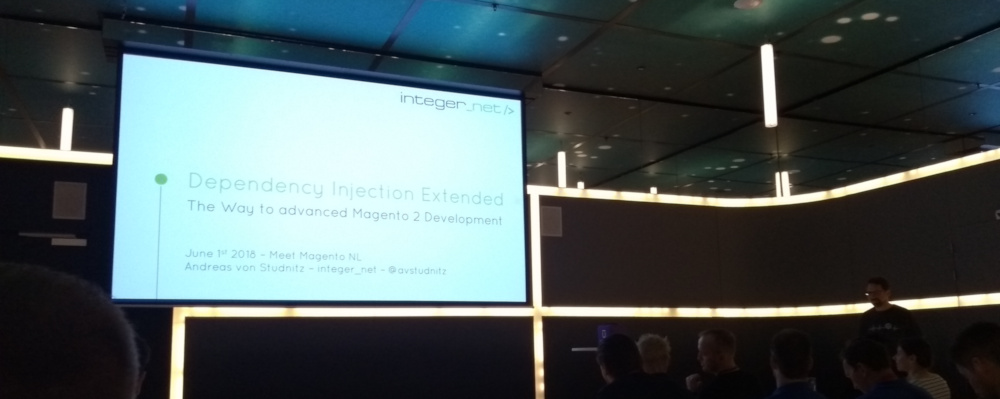 integer_net/>
Dependency Injection Extended
The Way to advanced Magento 2 Development
June 1st 2018 - Meet Magento NL
Andreas von Studnitz - integer_net - @avstudnitz